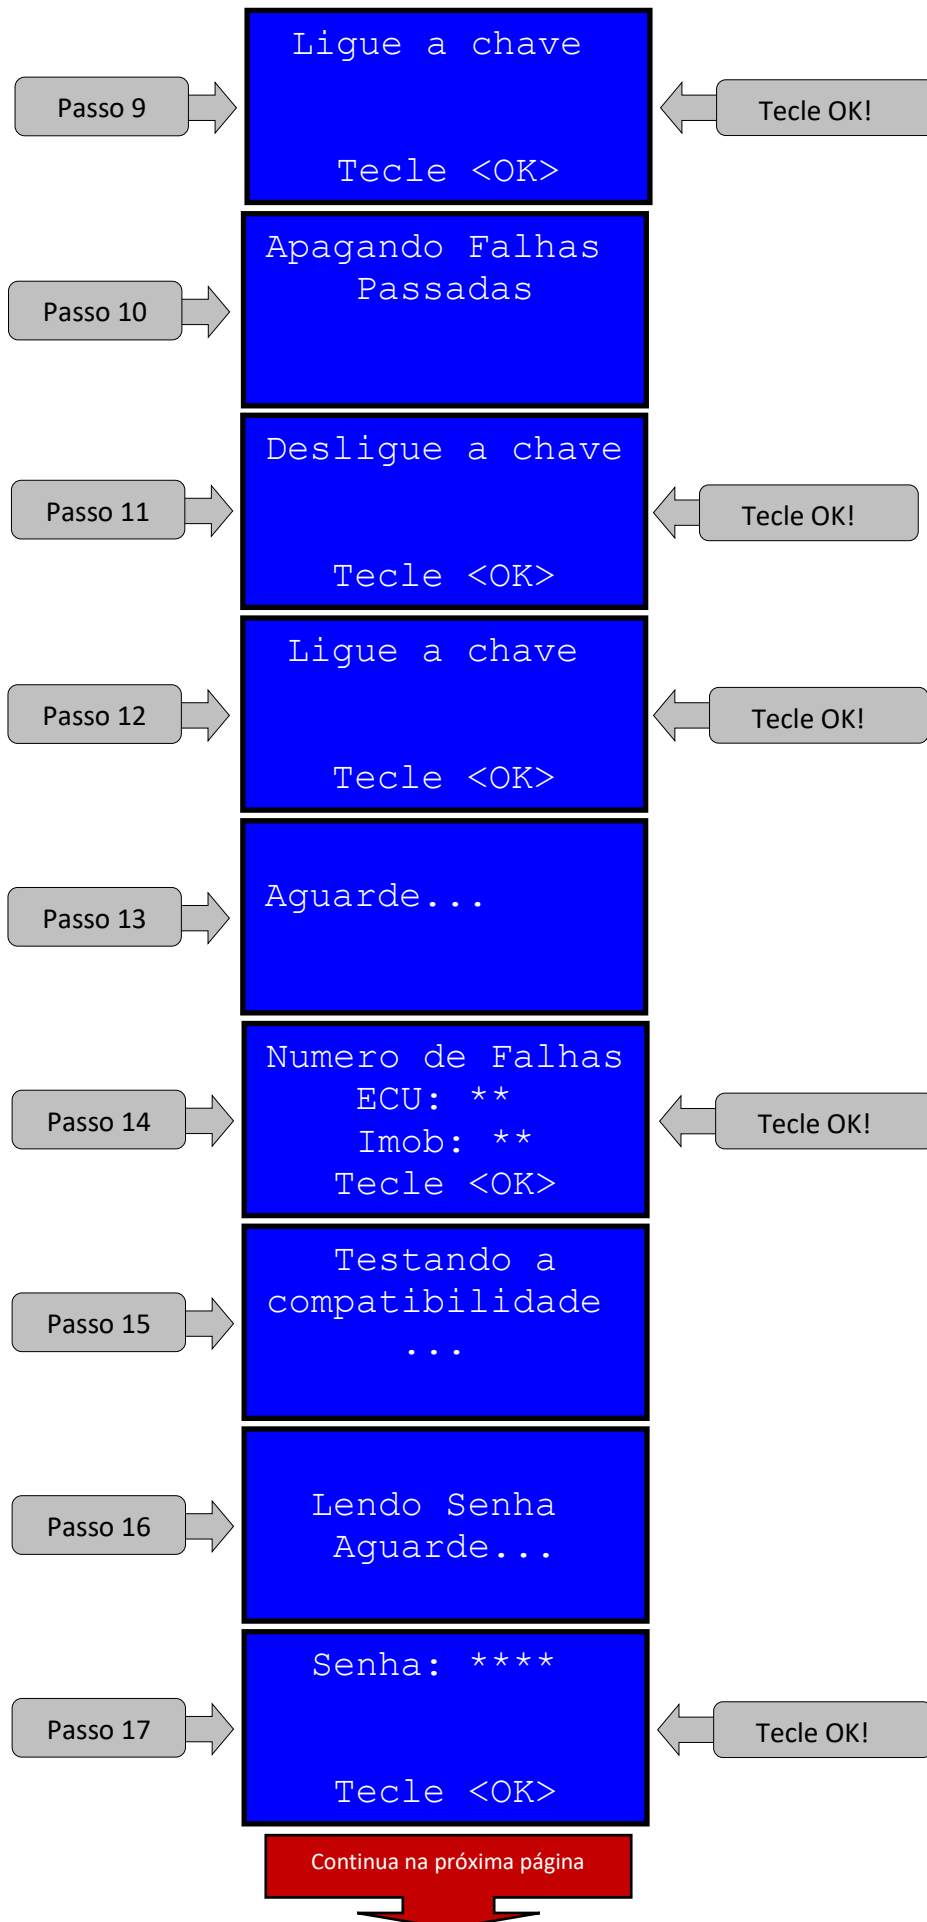 Ligue a chave
Passo 9
Tecle OK!
Tecle <OK>
Apagando Falhas
Passadas
Passo 10
Desligue a chave
Passo 11
Tecle OK!
Tecle <OK>
Ligue a chave
Passo 12
Tecle OK!
Tecle <OK>
Aguarde...
Passo 13
Numero de Falhas
ECU: **
Passo 14
Tecle OK!
Imob: **
Tecle <OK>
Testando a
compatibilidade
Passo 15
...
Lendo Senha
Passo 16
Aguarde...
Senha: ****
Passo 17
Tecle OK!
Tecle <OK>
Continua na próxima página